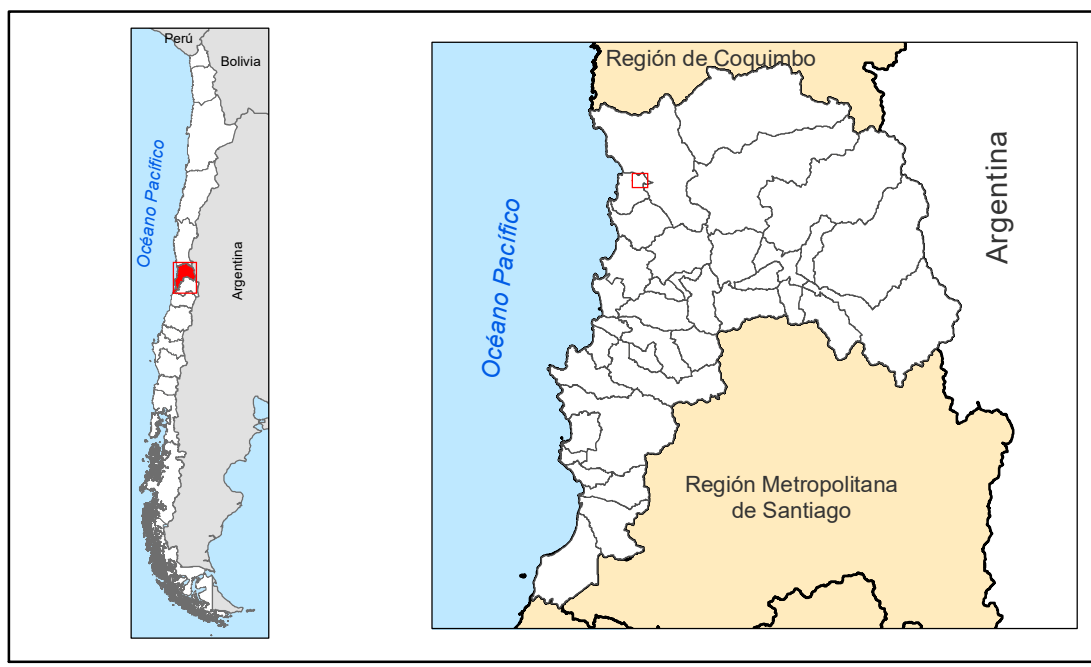 Perú
Bolivia
Océano Pacífico
Argentina
Región de Coquimbo
Océano Pacífico
Argentina
Región Metropolitana
de Santiago